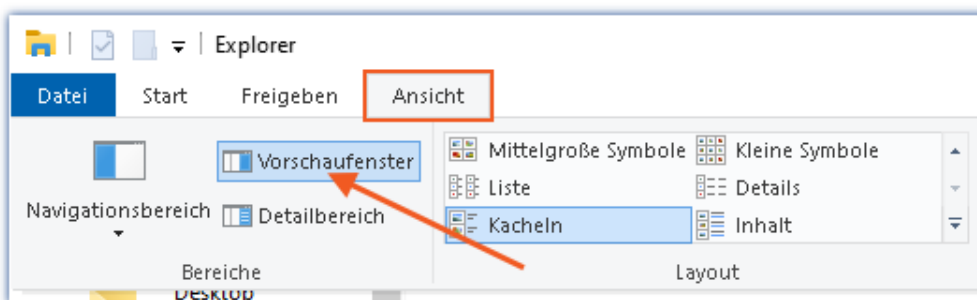 Explorer
Datei Start Freigeben Ansicht
Vorschaufenster Mittelgroße Symbole Kleine Symbole
Liste Details
Navigationsbereich Detailbereich
Kacheln Inhalt
Bereiche Layout
Desktop